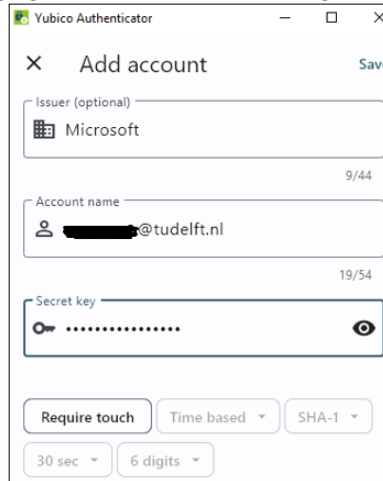 Yubico Authenticator
Add account
Issuer (optional)
Microsoft
9/44
Account name
@tudelft.nl
19/54
Secret key
••••••••••••••••
Require touch Time based SHA-1
30 sec 6 digits